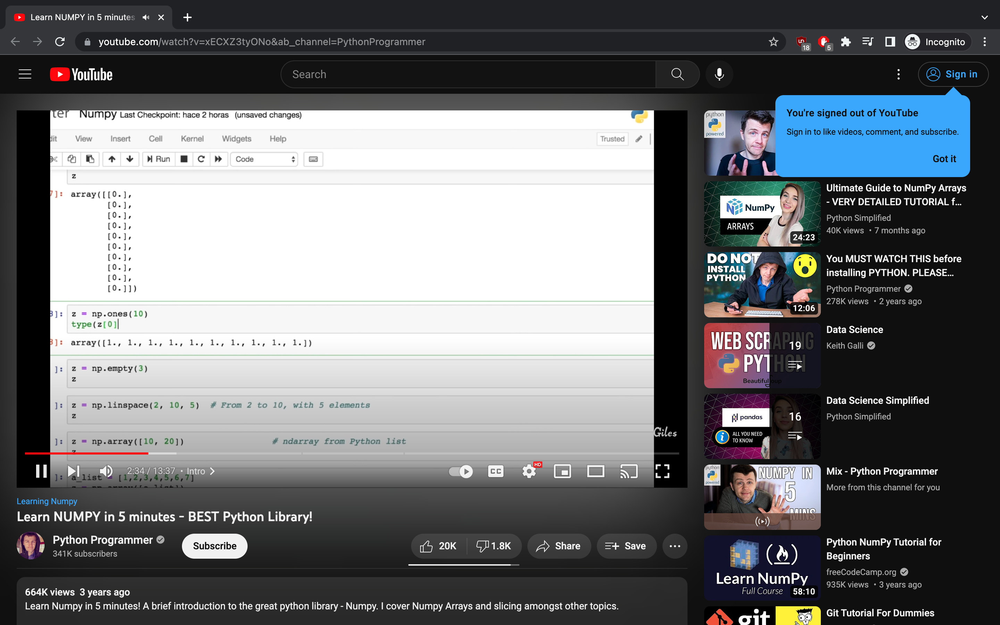 Learn NUMPY in 5 minutes
youtube.com/watch?v=xECXZ3tyONo&ab_channel=PythonProgrammer
18
5
Incognito
YouTube
Search
Sign in
You're signed out of YouTube
Sign in to like videos, comment, and subscribe.
Got it
ter Numpy Last Checkpoint: hace 2 horas (unsaved changes)
dit View Insert Cell Kernel Widgets Help Trusted
Run Code
z
7]: array([[0.],
[0.],
[0.],
[0.],
[0.],
[0.],
[0.],
[0.],
[0.],
[0.]])
8]: z = np.ones(10)
type(z[0]
8]: array([1., 1., 1., 1., 1., 1., 1., 1., 1., 1.])
]: z = np.empty(3)
z
]: z = np.linspace(2, 10, 5) # From 2 to 10, with 5 elements
z
]: z = np.array([10, 20]) # ndarray from Python list
z
Giles
2:34 / 13:37 • Intro
CC
HD
]: a_list = [1,2,3,4,5,6,7]
z = np.array([a_list])
Learning Numpy
Learn NUMPY in 5 minutes - BEST Python Library!
Python Programmer
341K subscribers
Subscribe
20K
1.8K
Share
Save
664K views 3 years ago
Learn Numpy in 5 minutes! A brief introduction to the great python library - Numpy. I cover Numpy Arrays and slicing amongst other topics.
python
powered
NumPy
ARRAYS
24:23
Ultimate Guide to NumPy Arrays
- VERY DETAILED TUTORIAL f...
Python Simplified
40K views • 7 months ago
DO NOT
INSTALL
PYTHON
12:06
You MUST WATCH THIS before
installing PYTHON. PLEASE...
Python Programmer
278K views • 2 years ago
WEB SCRAPING
PYTHON
BeautifulSoup
19
Data Science
Keith Galli
pandas
ALL YOU NEED
TO KNOW
16
Data Science Simplified
Python Simplified
python
powered
NUMPY IN
5
MINS
Mix - Python Programmer
More from this channel for you
Learn NumPy
Full Course
58:10
Python NumPy Tutorial for
Beginners
freeCodeCamp.org
935K views • 3 years ago
git
Git Tutorial For Dummies